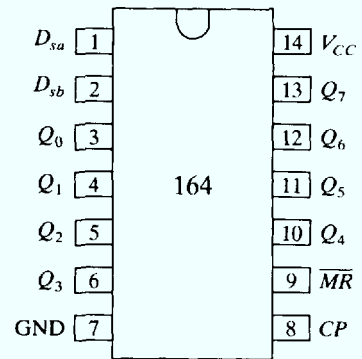 D_sa 1 14 V_CC
D_sb 2 13 Q_7
Q_0 3 12 Q_6
Q_1 4 164 11 Q_5
Q_2 5 10 Q_4
Q_3 6 9 M̅R̅
GND 7 8 CP